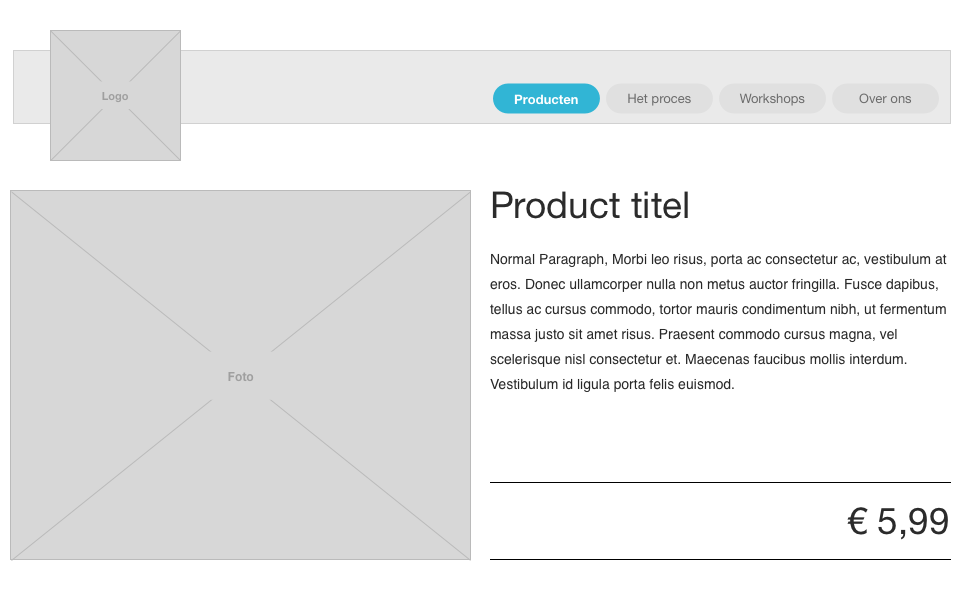 Logo
Producten
Het proces
Workshops
Over ons
Foto
Product titel
Normal Paragraph, Morbi leo risus, porta ac consectetur ac, vestibulum at
eros. Donec ullamcorper nulla non metus auctor fringilla. Fusce dapibus,
tellus ac cursus commodo, tortor mauris condimentum nibh, ut fermentum
massa justo sit amet risus. Praesent commodo cursus magna, vel
scelerisque nisl consectetur et. Maecenas faucibus mollis interdum.
Vestibulum id ligula porta felis euismod.
€ 5,99